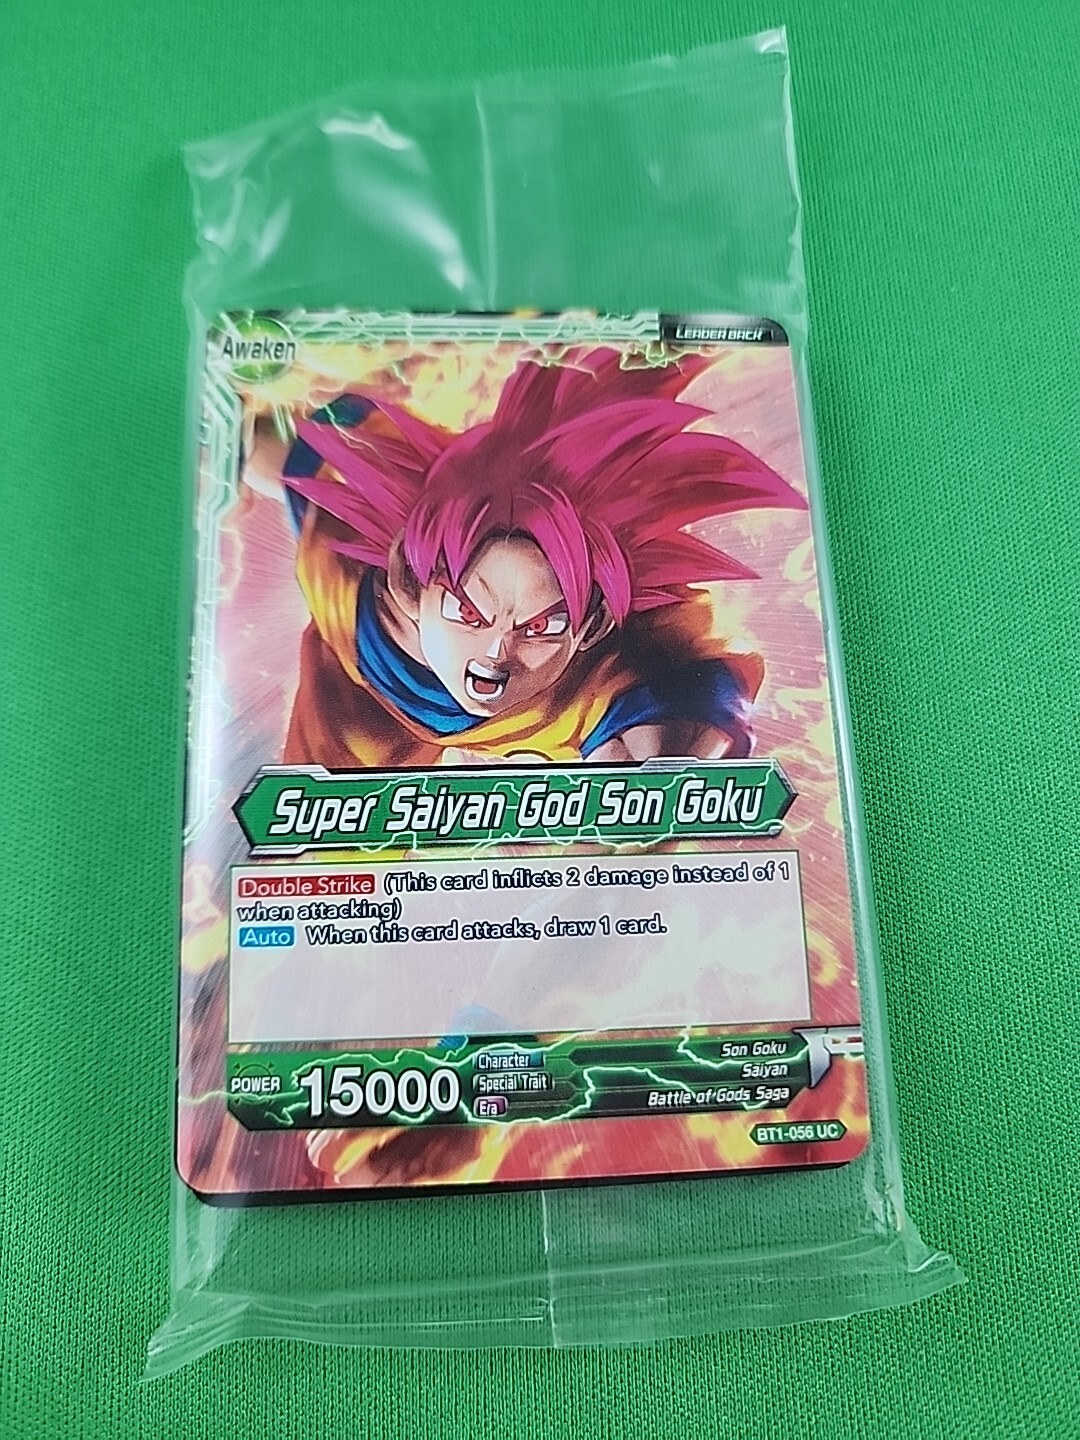 Awaken
LEADER BACK
Super Saiyan God Son Goku
Double Strike (This card inflicts 2 damage instead of 1
when attacking)
Auto When this card attacks, draw 1 card.
POWER 15000
Character Son Goku
Special Trait Saiyan
Era Battle of Gods Saga
BT1-056 UC